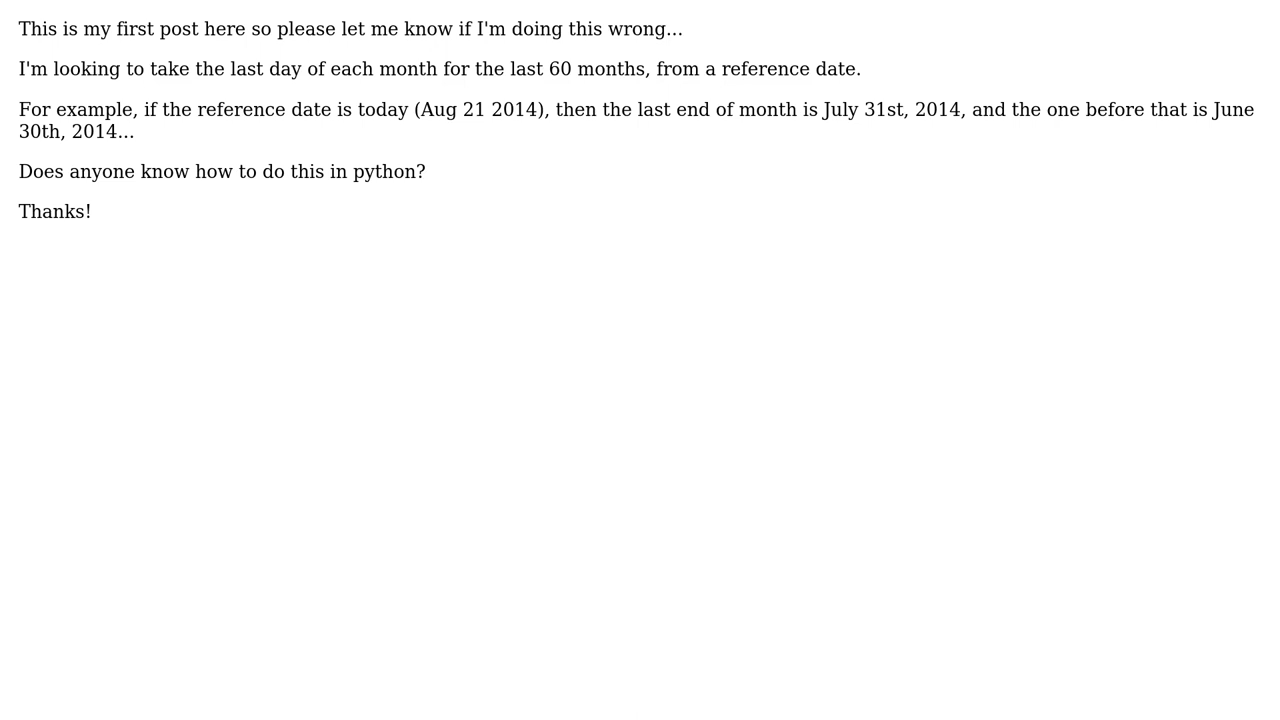 This is my first post here so please let me know if I'm doing this wrong...
I'm looking to take the last day of each month for the last 60 months, from a reference date.
For example, if the reference date is today (Aug 21 2014), then the last end of month is July 31st, 2014, and the one before that is June
30th, 2014...
Does anyone know how to do this in python?
Thanks!